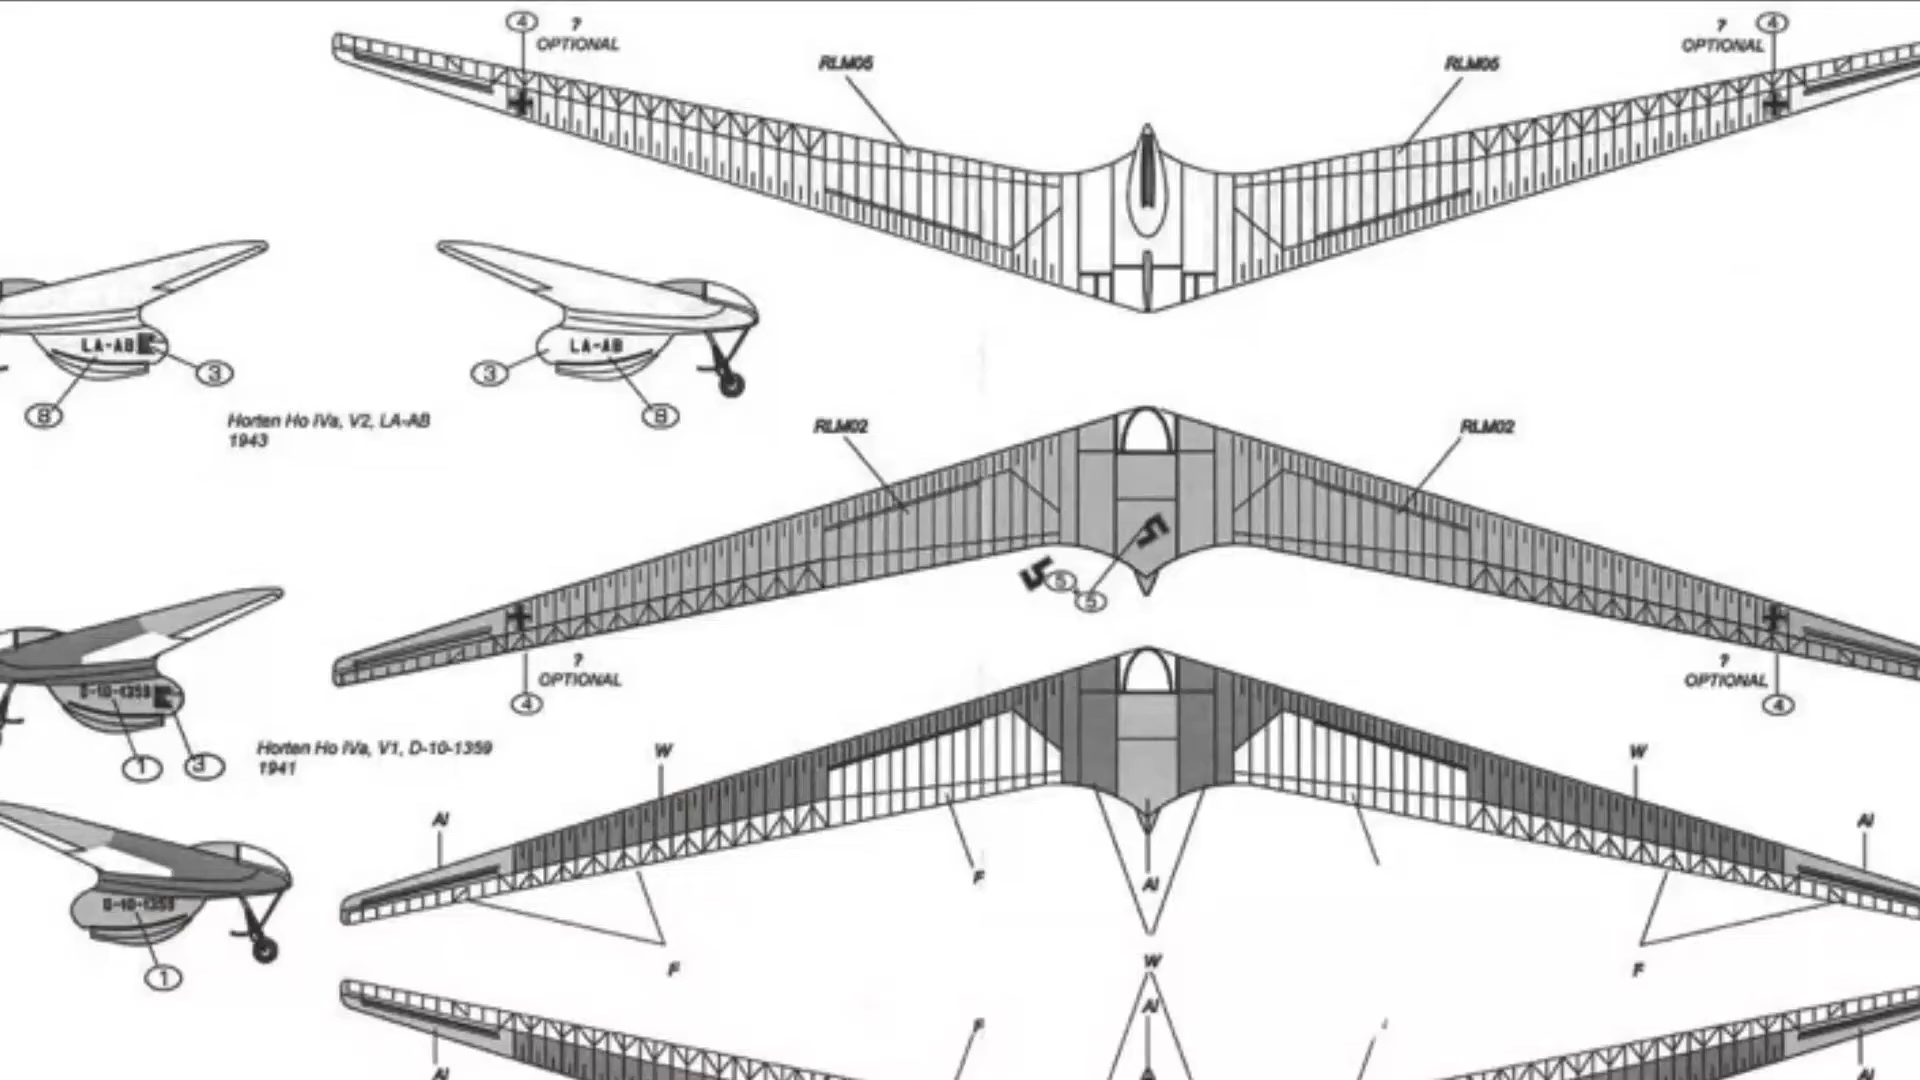 4
?
OPTIONAL
RLM05
RLM05
?
OPTIONAL
4
LA-AB
3
8
LA-AB
3
8
Horten Ho IVa, V2, LA-AB
1943
RLM02
RLM02
5
5
?
OPTIONAL
4
?
OPTIONAL
4
D-10-1359
1
3
Horten Ho IVa, V1, D-10-1359
1941
W
W
Al
Al
F
Al
F
F
D-10-1359
1
W
Al
F
Al
Al